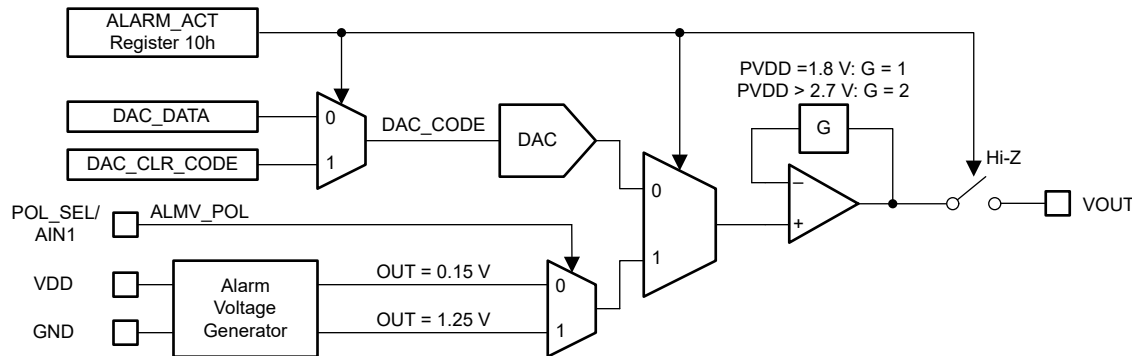 ALARM_ACT
Register 10h
PVDD =1.8 V: G = 1
PVDD > 2.7 V: G = 2
DAC_DATA
0
DAC_CODE
DAC
G
DAC_CLR_CODE
1
Hi-Z
0
–
+
VOUT
POL_SEL/
AIN1
ALMV_POL
1
VDD
Alarm
Voltage
Generator
OUT = 0.15 V
0
GND
OUT = 1.25 V
1